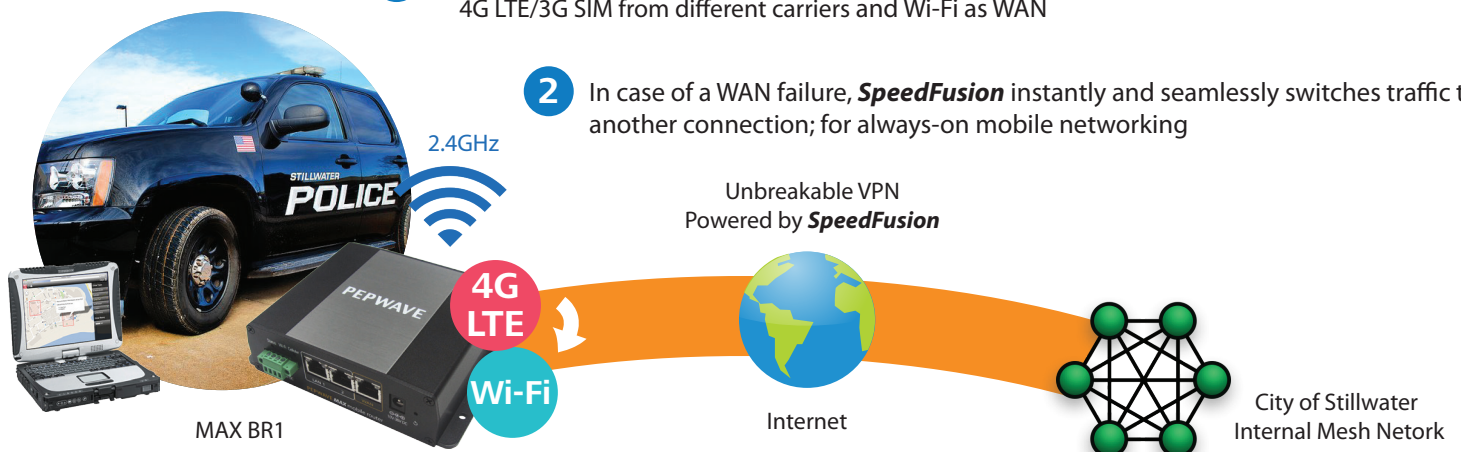 4G LTE/3G SIM from different carriers and Wi-Fi as WAN
2 In case of a WAN failure, SpeedFusion instantly and seamlessly switches traffic
another connection; for always-on mobile networking
2.4GHz
Unbreakable VPN
Powered by SpeedFusion
STILLWATER
POLICE
PEPWAVE
4G
LTE
Wi-Fi
MAX BR1
Internet
City of Stillwater
Internal Mesh Netork